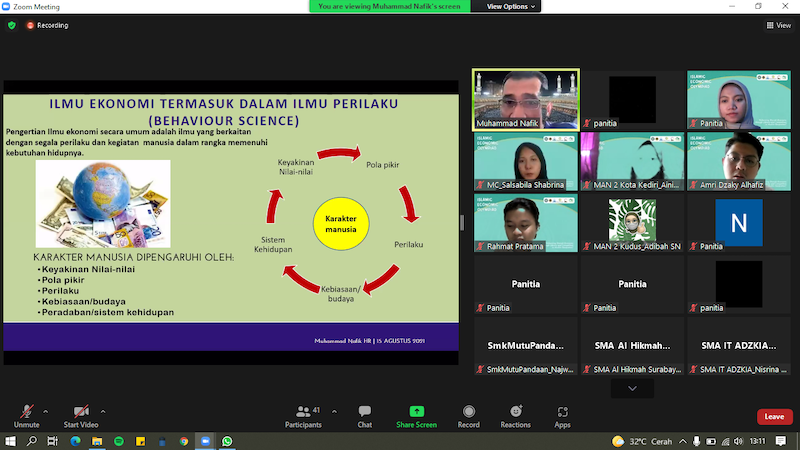 Zoom Meeting
You are viewing Muhammad Nafik's screen
View Options
Recording
View
ILMU EKONOMI TERMASUK DALAM ILMU PERILAKU
(BEHAVIOUR SCIENCE)
Pengertian Ilmu ekonomi secara umum adalah ilmu yang berkaitan
dengan segala perilaku dan kegiatan manusia dalam rangka memenuhi
kebutuhan hidupnya.
Keyakinan
Nilai-nilai
Pola pikir
Karakter
manusia
Perilaku
Sistem
Kehidupan
Kebiasaan/
budaya
KARAKTER MANUSIA DIPENGARUHI OLEH:
•Keyakinan Nilai-nilai
•Pola pikir
•Perilaku
•Kebiasaan/budaya
•Peradaban/sistem kehidupan
Muhammad Nafik HR | 15 AGUSTUS 2021
Muhammad Nafik
panitia
Panitia
MC_Salsabila Shabrina
MAN 2 Kota Kediri_Aini...
Amri Dzaky Alhafiz
Rahmat Pratama
MAN 2 Kudus_Adibah SN
N
Panitia
Panitia
Panitia
Panitia
Panitia
panitia
SmkMutuPanda...
SmkMutuPandaan_Najw...
SMA Al Hikmah...
SMA Al Hikmah Surabay...
SMA IT ADZKIA...
SMA IT ADZKIA_Nisrina ...
Unmute
Start Video
Participants
41
Chat
Share Screen
Record
Reactions
Apps
Leave
32°C Cerah
13:11